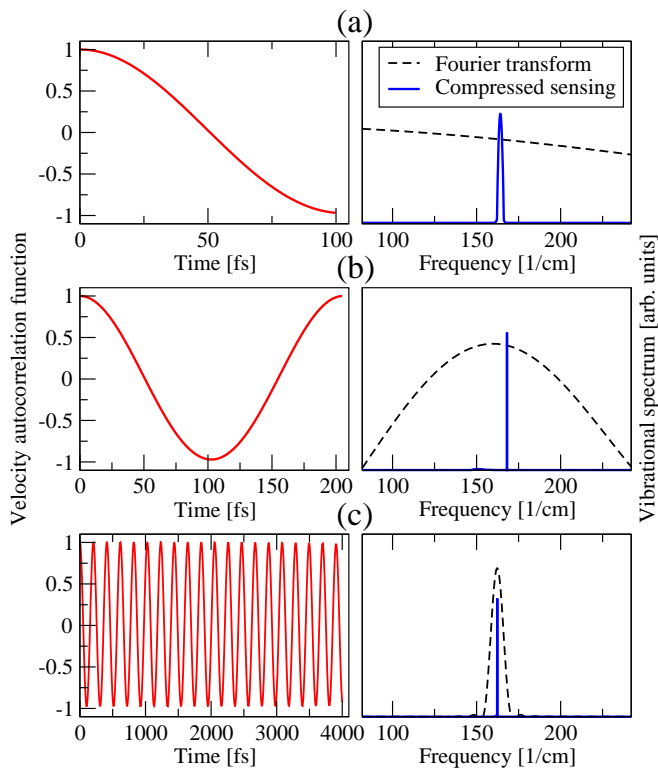 (a)
Fourier transform
Compressed sensing
1
0.5
0
-0.5
-1
0 50 100
100 150 200
Time [fs]
Frequency [1/cm]
(b)
1
0.5
0
-0.5
-1
0 50 100 150 200
100 150 200
Time [fs]
Frequency [1/cm]
(c)
1
0.5
0
-0.5
-1
0 1000 2000 3000 4000
100 150 200
Time [fs]
Frequency [1/cm]
Velocity autocorrelation function
Vibrational spectrum [arb. units]